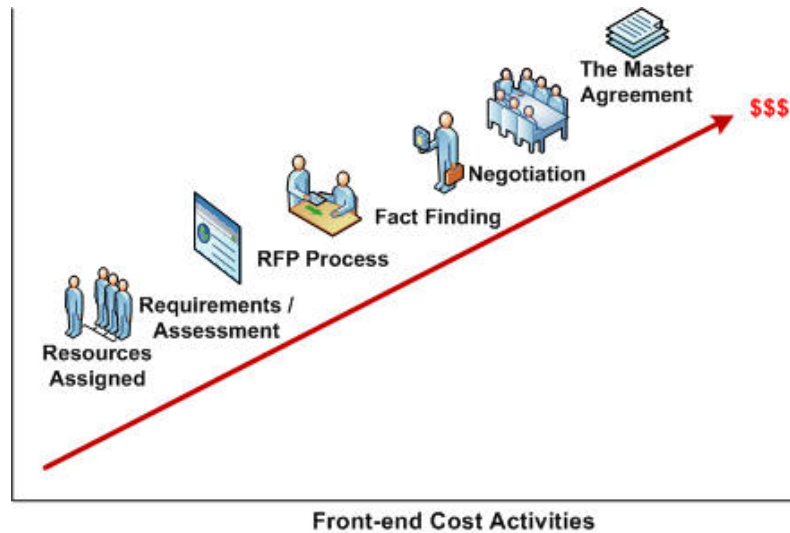 The Master
Agreement
$$$
Negotiation
Fact Finding
RFP Process
Requirements /
Assessment
Resources
Assigned
Front-end Cost Activities